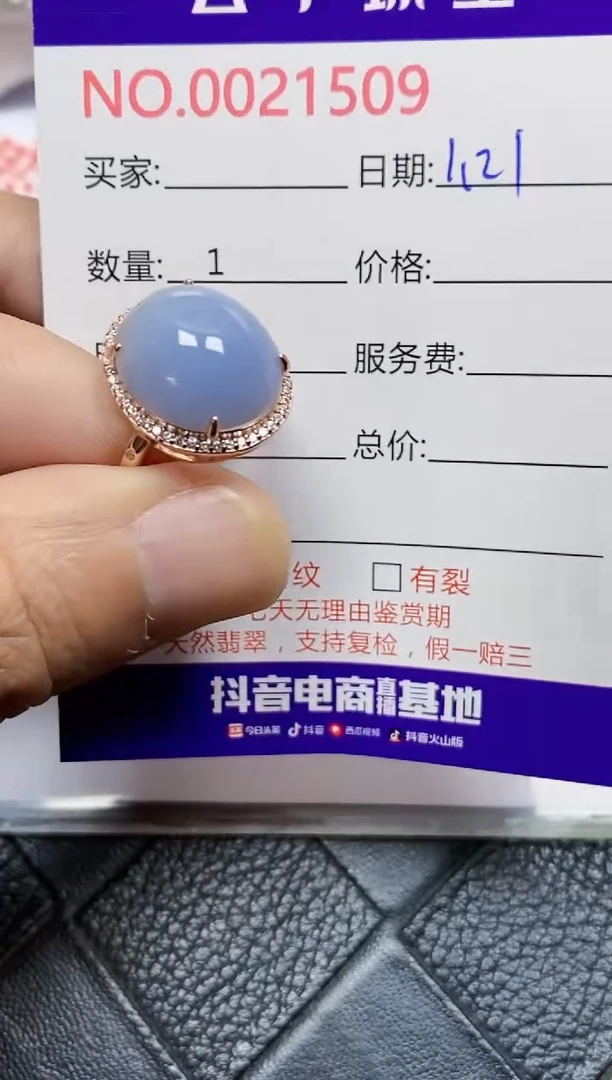 NO.0021509
买家: 日期: 1,21
数量: 1 价格:
服务费:
总价:
纹 □有裂
七天无理由鉴赏期
天然翡翠，支持复检，假一赔三
抖音电商直播基地
今日头条 抖音 西瓜视频 抖音火山版